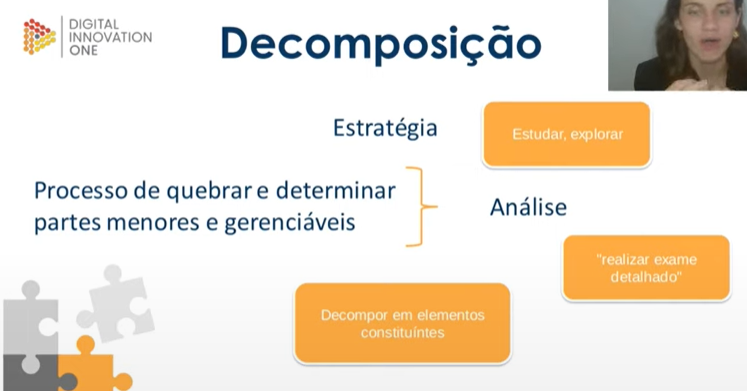 DIGITAL
INNOVATION
ONE
Decomposição
Estratégia
Estudar, explorar
Processo de quebrar e determinar
partes menores e gerenciáveis
Análise
"realizar exame
detalhado"
Decompor em elementos
constituíntes